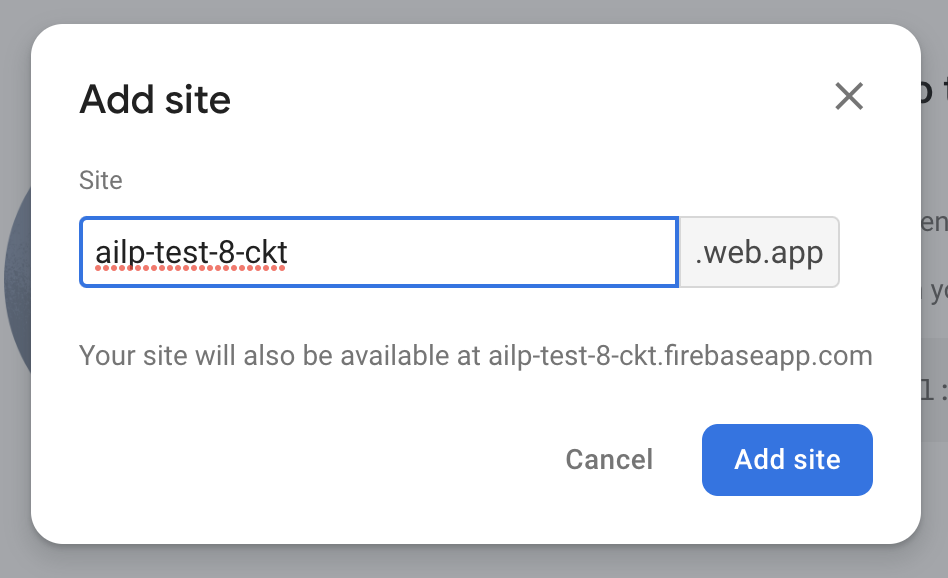 Add site
Site
ailp-test-8-ckt
.web.app
Your site will also be available at ailp-test-8-ckt.firebaseapp.com
Cancel
Add site